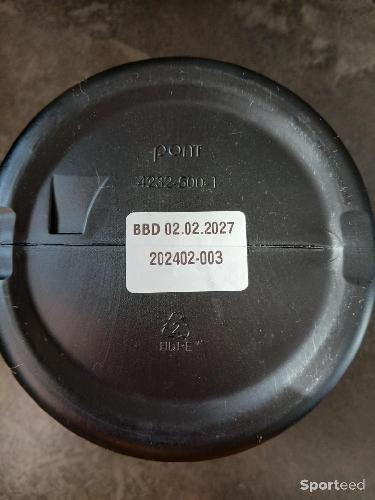 pont
4232-500-1
BBD 02.02.2027
202402-003
2
HDPE
Sporteed